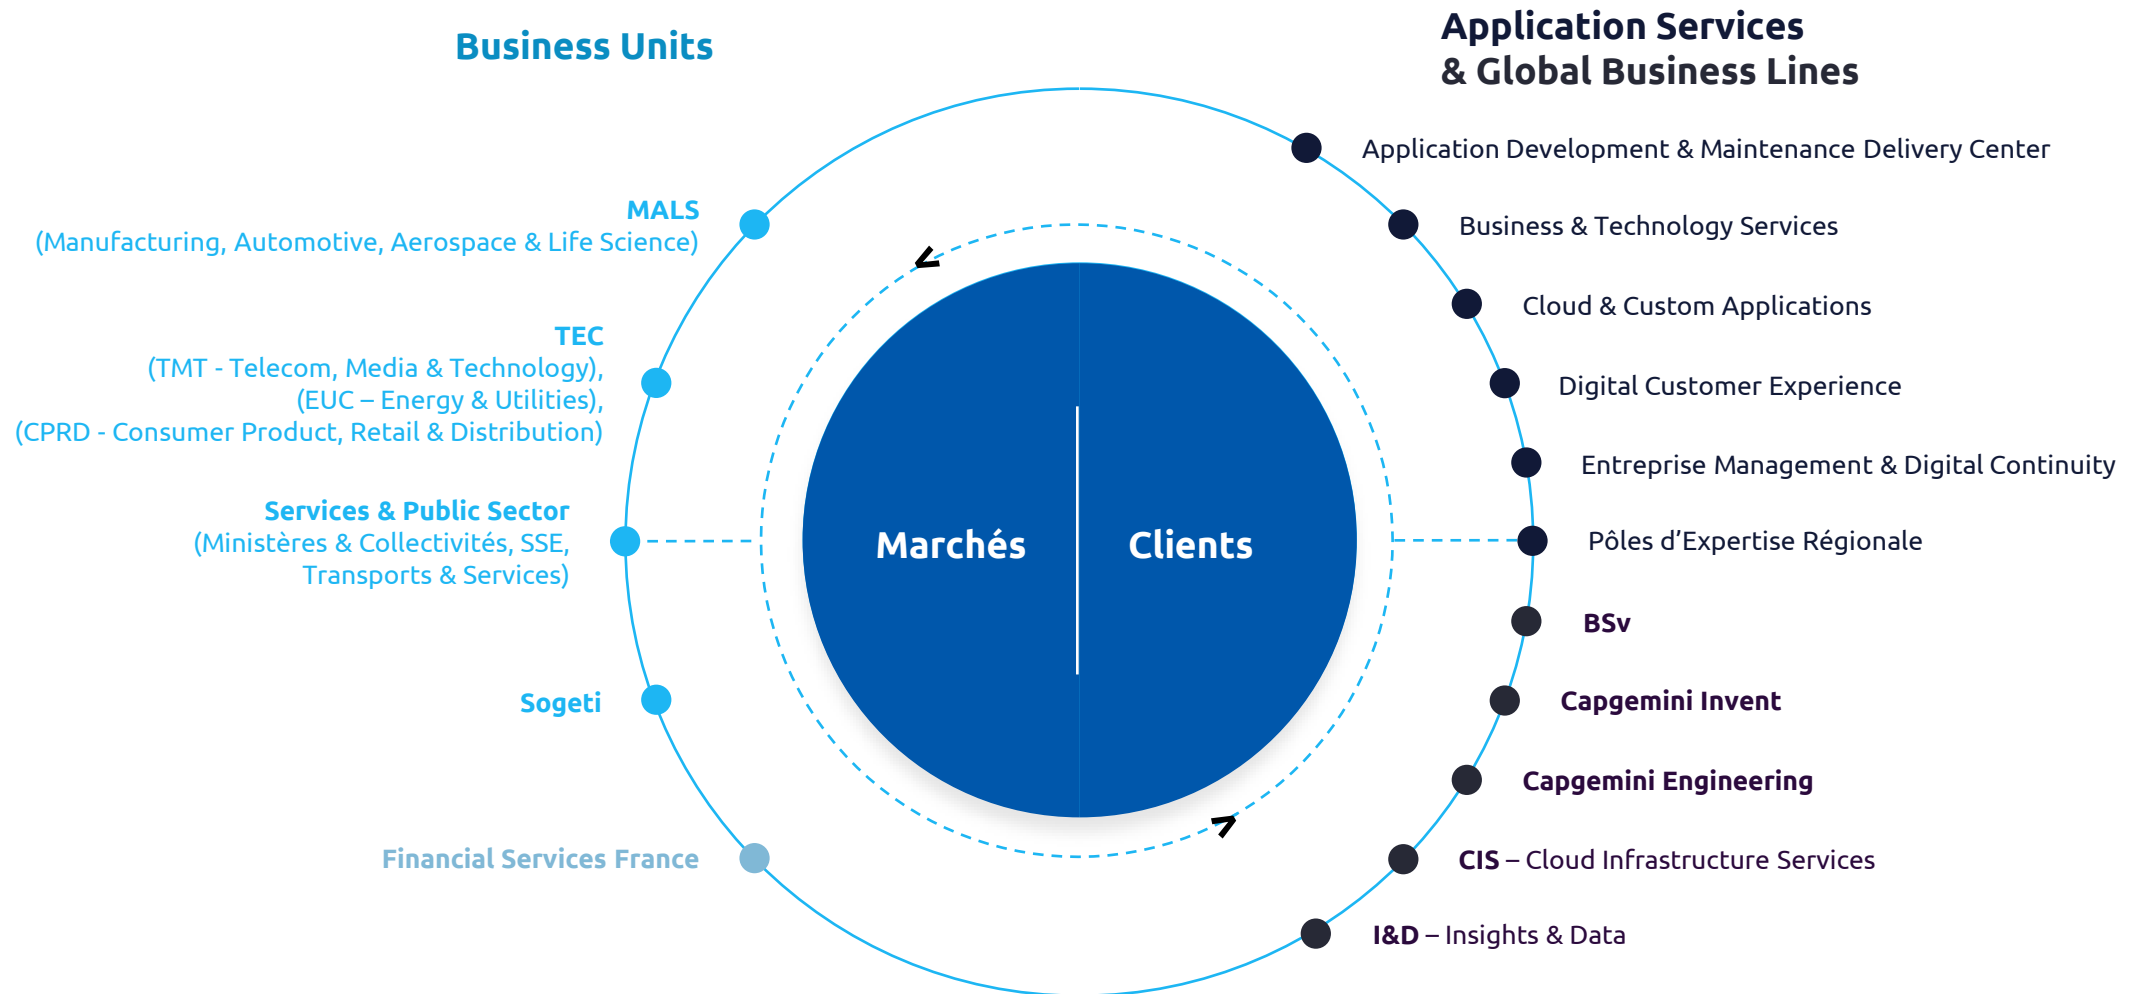 Business Units
MALS
(Manufacturing, Automotive, Aerospace & Life Science)
TEC
(TMT - Telecom, Media & Technology),
(EUC – Energy & Utilities),
(CPRD - Consumer Product, Retail & Distribution)
Services & Public Sector
(Ministères & Collectivités, SSE,
Transports & Services)
Sogeti
Financial Services France
Marchés
Clients
Application Services
& Global Business Lines
Application Development & Maintenance Delivery Center
Business & Technology Services
Cloud & Custom Applications
Digital Customer Experience
Entreprise Management & Digital Continuity
Pôles d’Expertise Régionale
BSv
Capgemini Invent
Capgemini Engineering
CIS – Cloud Infrastructure Services
I&D – Insights & Data